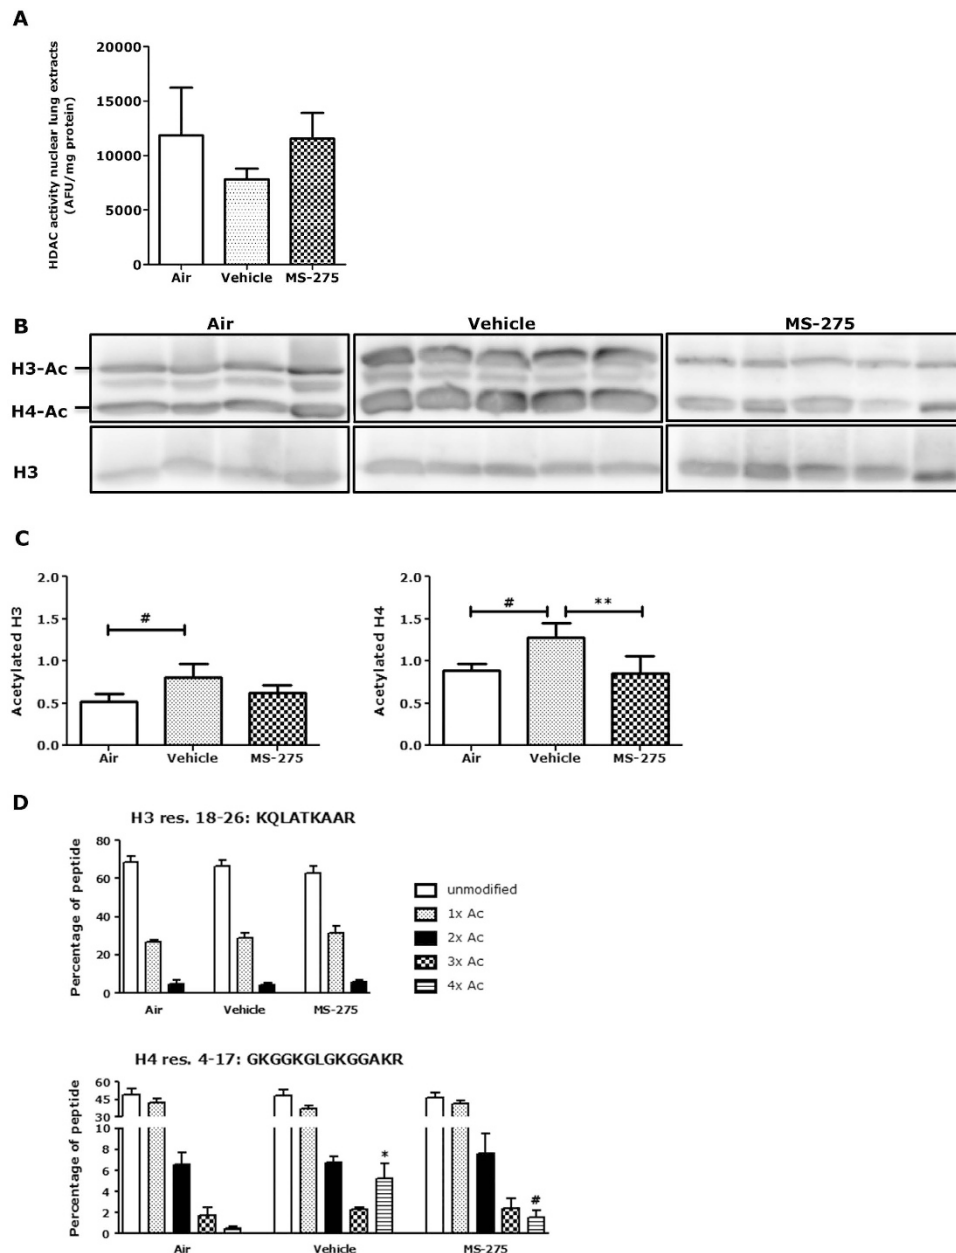 A
HDAC activity nuclear lung extracts
(AFU/mg protein)
20000
15000
10000
5000
0
Air Vehicle MS-275
B
Air Vehicle MS-275
H3-Ac
H4-Ac
H3
C
Acetylated H3
2.0
1.5
1.0
0.5
0.0
#
Air Vehicle MS-275
Acetylated H4
2.0
1.5
1.0
0.5
0.0
# **
Air Vehicle MS-275
D
H3 res. 18-26: KQLATKAAR
Percentage of peptide
80
60
40
20
0
Air Vehicle MS-275
unmodified
1x Ac
2x Ac
3x Ac
4x Ac
H4 res. 4-17: GKGGKGLGKGGAKR
Percentage of peptide
60
45
30
10
8
6
4
2
0
*
#
Air Vehicle MS-275